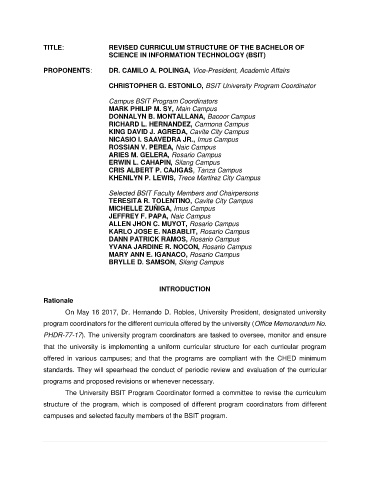 TITLE: REVISED CURRICULUM STRUCTURE OF THE BACHELOR OF
SCIENCE IN INFORMATION TECHNOLOGY (BSIT)
PROPONENTS: DR. CAMILO A. POLINGA, Vice-President, Academic Affairs
CHRISTOPHER G. ESTONILO, BSIT University Program Coordinator
Campus BSIT Program Coordinators
MARK PHILIP M. SY, Main Campus
DONNALYN B. MONTALLANA, Bacoor Campus
RICHARD L. HERNANDEZ, Carmona Campus
KING DAVID J. AGREDA, Cavite City Campus
NICASIO I. SAAVEDRA JR., Imus Campus
ROSSIAN V. PEREA, Naic Campus
ARIES M. GELERA, Rosario Campus
ERWIN L. CAHAPIN, Silang Campus
CRIS ALBERT P. CAJIGAS, Tanza Campus
KHENILYN P. LEWIS, Trece Martirez City Campus
Selected BSIT Faculty Members and Chairpersons
TERESITA R. TOLENTINO, Cavite City Campus
MICHELLE ZUÑIGA, Imus Campus
JEFFREY F. PAPA, Naic Campus
ALLEN JHON C. MUYOT, Rosario Campus
KARLO JOSE E. NABABLIT, Rosario Campus
DANN PATRICK RAMOS, Rosario Campus
YVANA JARDINE R. NOCON, Rosario Campus
MARY ANN E. IGANACO, Rosario Campus
BRYLLE D. SAMSON, Silang Campus
INTRODUCTION
Rationale
On May 16 2017, Dr. Hernando D. Robles, University President, designated university
program coordinators for the different curricula offered by the university (Office Memorandum No.
PHDR-77-17). The university program coordinators are tasked to oversee, monitor and ensure
that the university is implementing a uniform curricular structure for each curricular program
offered in various campuses; and that the programs are compliant with the CHED minimum
standards. They will spearhead the conduct of periodic review and evaluation of the curricular
programs and proposed revisions or whenever necessary.
The University BSIT Program Coordinator formed a committee to revise the curriculum
structure of the program, which is composed of different program coordinators from different
campuses and selected faculty members of the BSIT program.